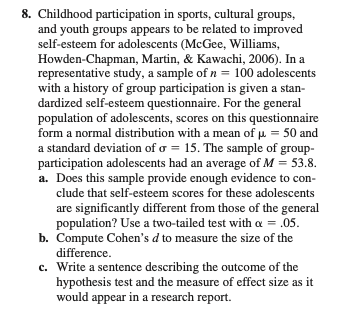 8. Childhood participation in sports, cultural groups,
and youth groups appears to be related to improved
self-esteem for adolescents (McGee, Williams,
Howden-Chapman, Martin, & Kawachi, 2006). In a
representative study, a sample of n = 100 adolescents
with a history of group participation is given a stan-
dardized self-esteem questionnaire. For the general
population of adolescents, scores on this questionnaire
form a normal distribution with a mean of μ = 50 and
a standard deviation of σ = 15. The sample of group-
participation adolescents had an average of M = 53.8.
a. Does this sample provide enough evidence to con-
clude that self-esteem scores for these adolescents
are significantly different from those of the general
population? Use a two-tailed test with α = .05.
b. Compute Cohen's d to measure the size of the
difference.
c. Write a sentence describing the outcome of the
hypothesis test and the measure of effect size as it
would appear in a research report.